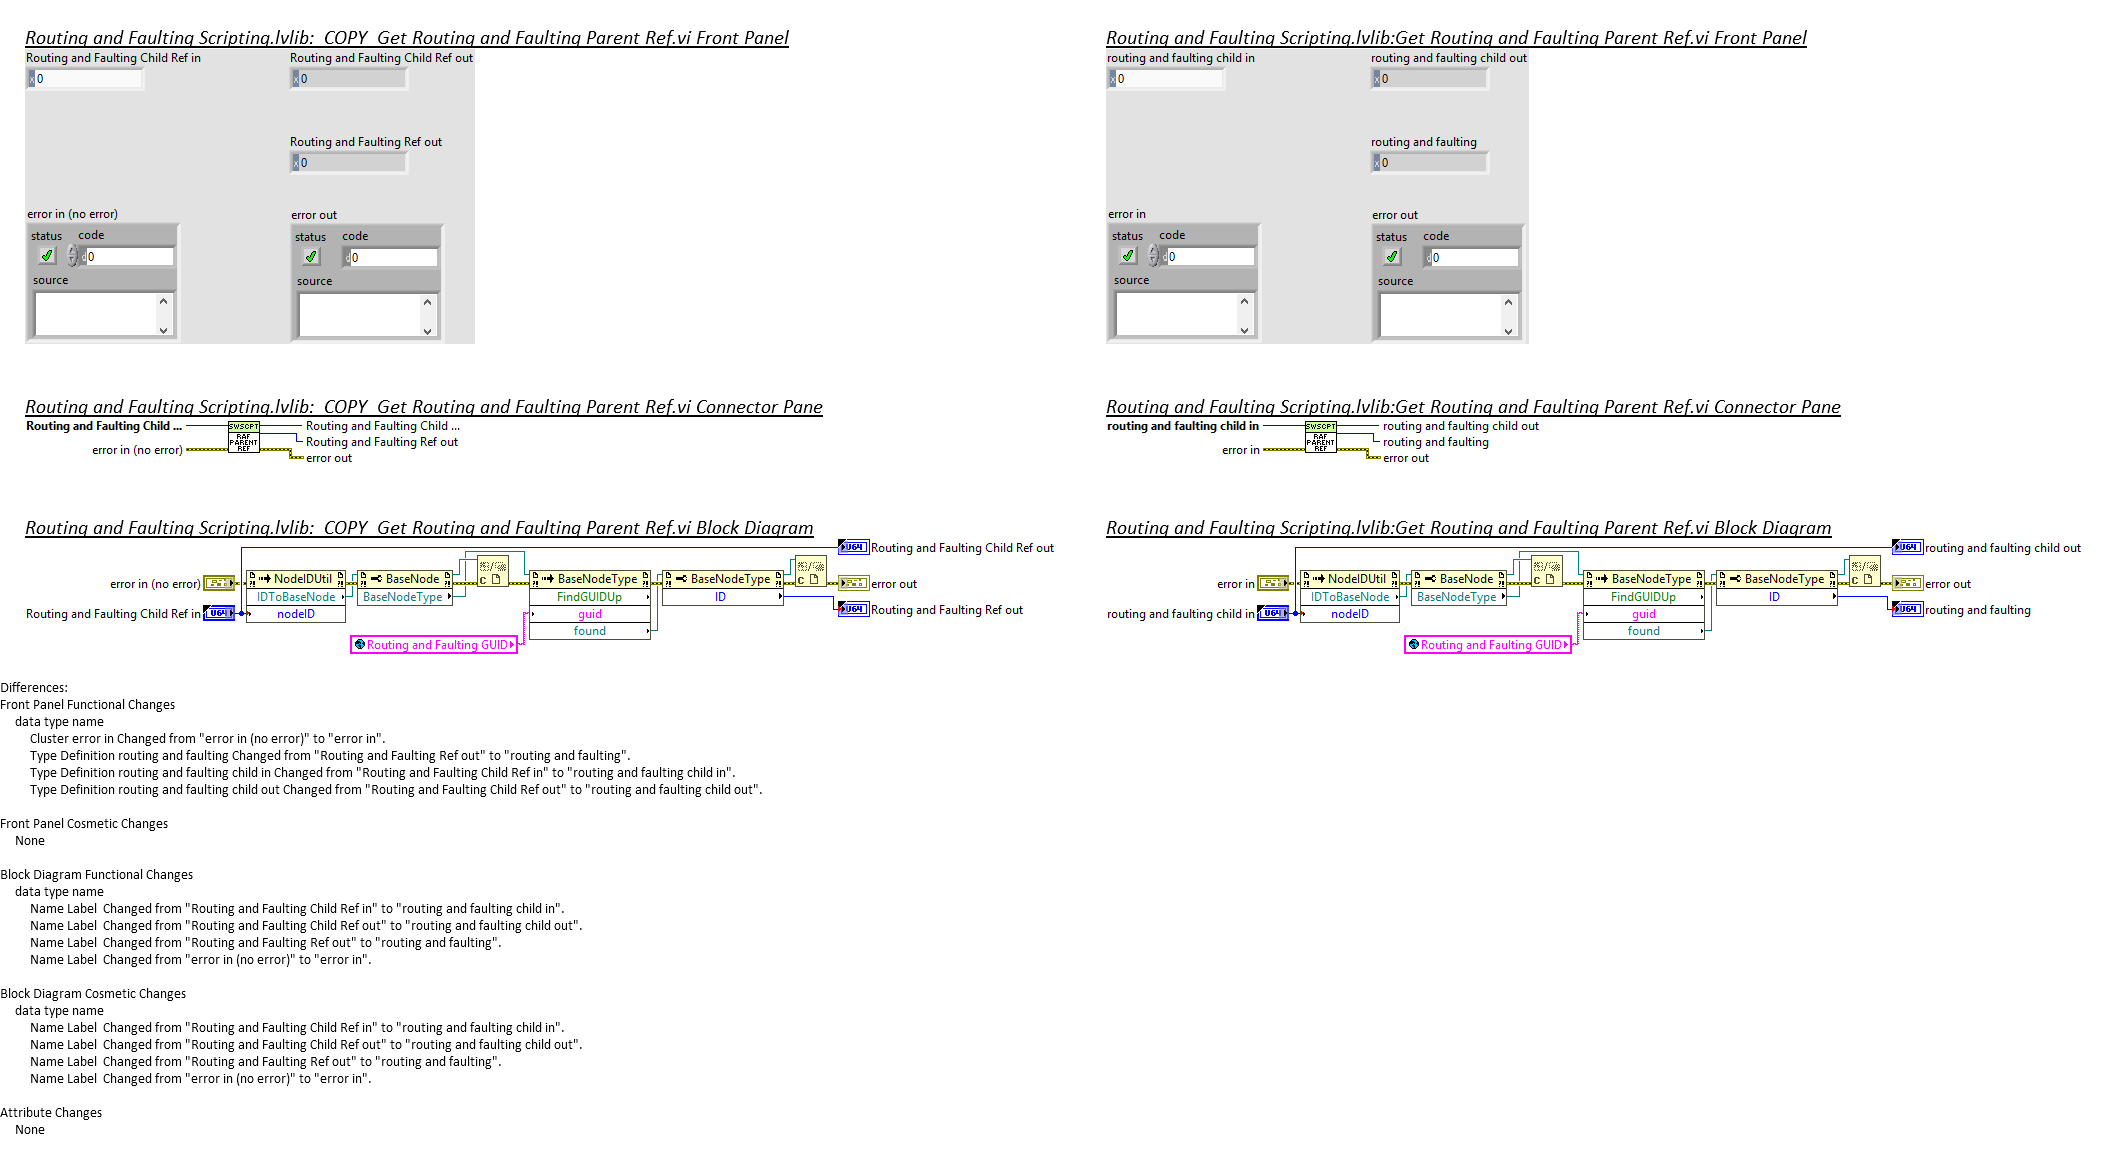 Routing and Faulting Scripting.lvlib:_COPY_Get Routing and Faulting Parent Ref.vi Front Panel
Routing and Faulting Child Ref in
Routing and Faulting Child Ref out
x 0
x 0
Routing and Faulting Ref out
x 0
error in (no error)
error out
status
code
status
code
d 0
d 0
source
source
Routing and Faulting Scripting.lvlib:Get Routing and Faulting Parent Ref.vi Front Panel
routing and faulting child in
routing and faulting child out
x 0
x 0
routing and faulting
x 0
error in
error out
status
code
status
code
d 0
d 0
source
source
Routing and Faulting Scripting.lvlib:_COPY_Get Routing and Faulting Parent Ref.vi Connector Pane
Routing and Faulting Child ...
SWSCPT
RAF
PARENT
REF
Routing and Faulting Child ...
Routing and Faulting Ref out
error in (no error)
error out
Routing and Faulting Scripting.lvlib:Get Routing and Faulting Parent Ref.vi Connector Pane
routing and faulting child in
SWSCPT
RAF
PARENT
REF
routing and faulting child out
routing and faulting
error in
error out
Routing and Faulting Scripting.lvlib:_COPY_Get Routing and Faulting Parent Ref.vi Block Diagram
U64
Routing and Faulting Child Ref out
error in (no error)
NodeIDUtil
IDToBaseNode
nodeID
BaseNode
BaseNodeType
C
BaseNodeType
FindGUIDUp
guid
found
BaseNodeType
ID
C
error out
Routing and Faulting Child Ref in
U64
U64
Routing and Faulting Ref out
Routing and Faulting GUID
Routing and Faulting Scripting.lvlib:Get Routing and Faulting Parent Ref.vi Block Diagram
U64
routing and faulting child out
error in
NodeIDUtil
IDToBaseNode
nodeID
BaseNode
BaseNodeType
C
BaseNodeType
FindGUIDUp
guid
found
BaseNodeType
ID
C
error out
routing and faulting child in
U64
U64
routing and faulting
Routing and Faulting GUID
Differences:
Front Panel Functional Changes
data type name
Cluster error in Changed from "error in (no error)" to "error in".
Type Definition routing and faulting Changed from "Routing and Faulting Ref out" to "routing and faulting".
Type Definition routing and faulting child in Changed from "Routing and Faulting Child Ref in" to "routing and faulting child in".
Type Definition routing and faulting child out Changed from "Routing and Faulting Child Ref out" to "routing and faulting child out".
Front Panel Cosmetic Changes
None
Block Diagram Functional Changes
data type name
Name Label  Changed from "Routing and Faulting Child Ref in" to "routing and faulting child in".
Name Label  Changed from "Routing and Faulting Child Ref out" to "routing and faulting child out".
Name Label  Changed from "Routing and Faulting Ref out" to "routing and faulting".
Name Label  Changed from "error in (no error)" to "error in".
Block Diagram Cosmetic Changes
data type name
Name Label  Changed from "Routing and Faulting Child Ref in" to "routing and faulting child in".
Name Label  Changed from "Routing and Faulting Child Ref out" to "routing and faulting child out".
Name Label  Changed from "Routing and Faulting Ref out" to "routing and faulting".
Name Label  Changed from "error in (no error)" to "error in".
Attribute Changes
None